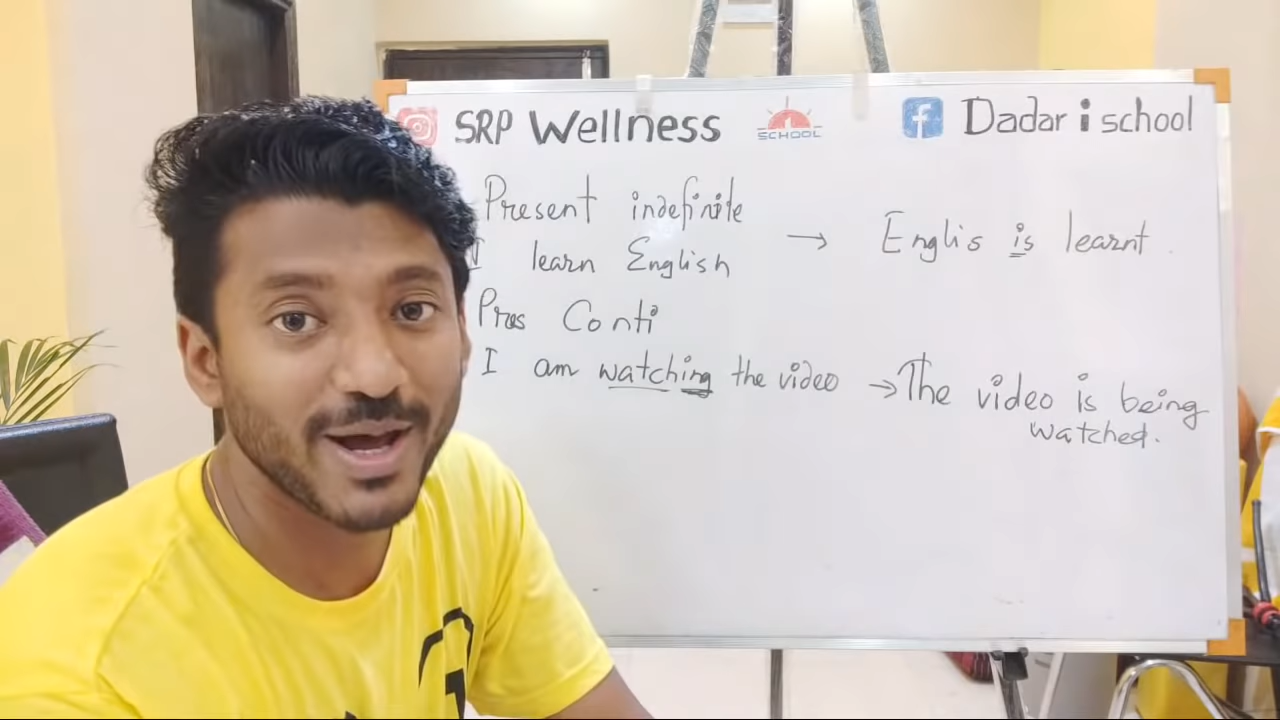 SRP Wellness
SCHOOL
Dadar i school
Present indefinite
I learn English → Englis is learnt.
Pres Conti
I am watching the video → The video is being
watched.